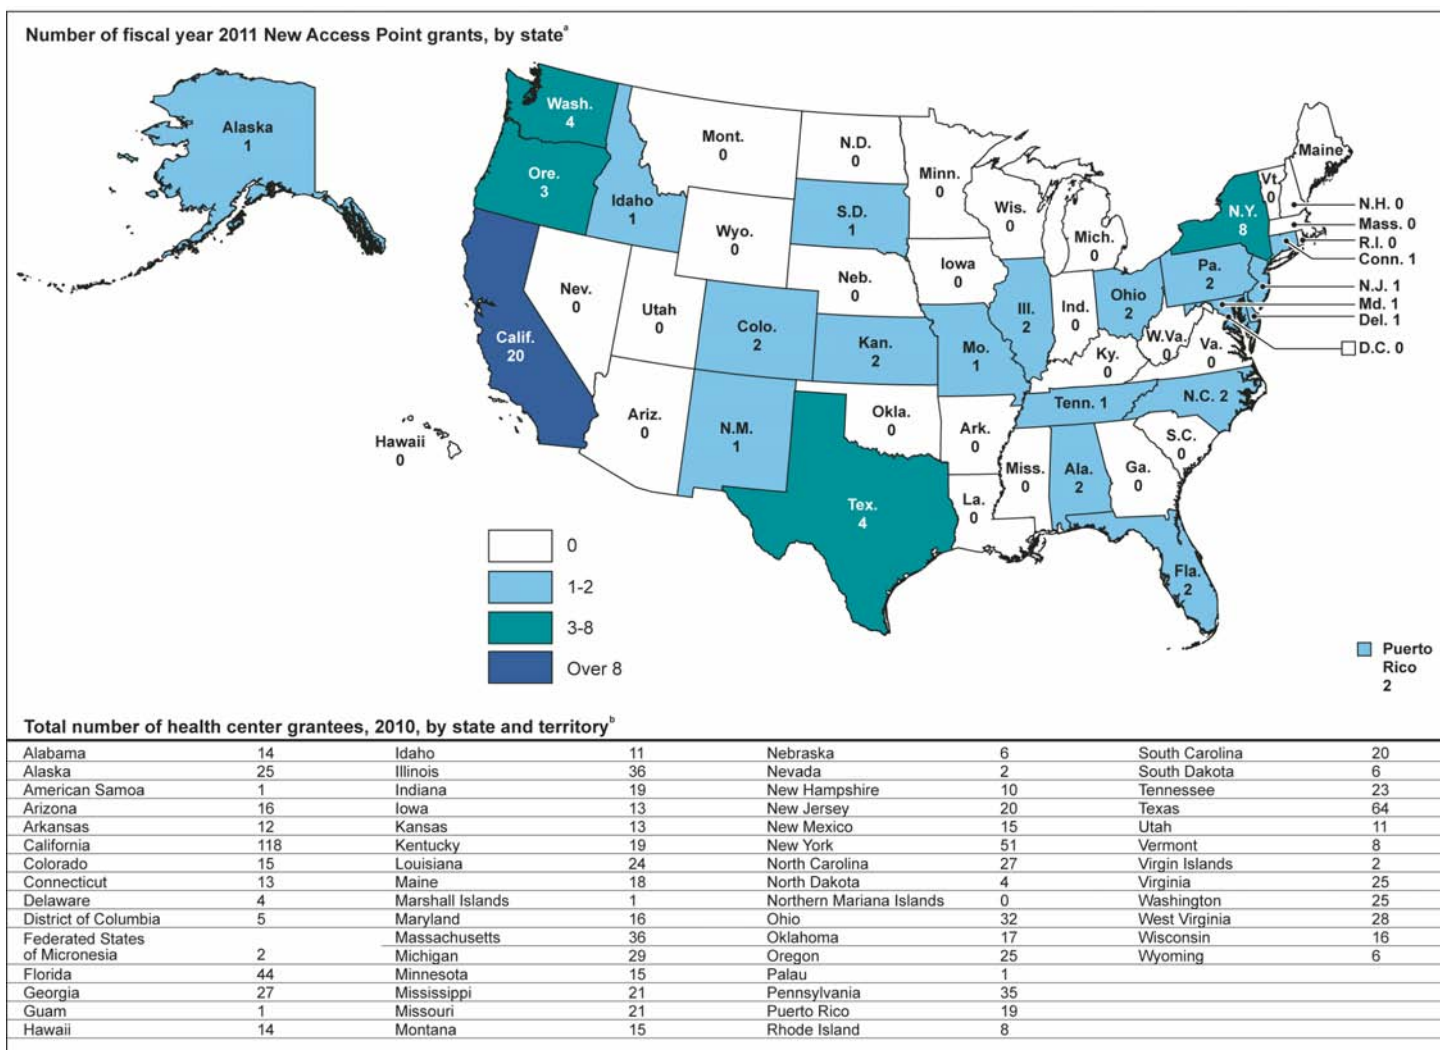 Number of fiscal year 2011 New Access Point grants, by state^a
Alaska
1
Wash.
4
Ore.
3
Calif.
20
Idaho
1
Nev.
0
Mont.
0
Wyo.
0
Utah
0
Ariz.
0
Colo.
2
N.M.
1
N.D.
0
S.D.
1
Neb.
0
Kan.
2
Okla.
0
Tex.
4
Minn.
0
Iowa
0
Mo.
1
Ark.
0
La.
0
Wis.
0
Ill.
2
Mich.
0
Ind.
0
Ohio
2
Ky.
0
Tenn. 1
Miss.
0
Ala.
2
Ga.
0
Fla.
2
S.C.
0
N.C. 2
W.Va.
0
Va.
0
Pa.
2
N.Y.
8
Vt.
0
Maine
0
N.H. 0
Mass. 0
R.I. 0
Conn. 1
N.J. 1
Md. 1
Del. 1
D.C. 0
Hawaii
0
Puerto
Rico
2
0
1-2
3-8
Over 8
Total number of health center grantees, 2010, by state and territory^b
Alabama 14 Idaho 11 Nebraska 6 South Carolina 20
Alaska 25 Illinois 36 Nevada 2 South Dakota 6
American Samoa 1 Indiana 19 New Hampshire 10 Tennessee 23
Arizona 16 Iowa 13 New Jersey 20 Texas 64
Arkansas 12 Kansas 13 New Mexico 15 Utah 11
California 118 Kentucky 19 New York 51 Vermont 8
Colorado 15 Louisiana 24 North Carolina 27 Virgin Islands 2
Connecticut 13 Maine 18 North Dakota 4 Virginia 25
Delaware 4 Marshall Islands 1 Northern Mariana Islands 0 Washington 25
District of Columbia 5 Maryland 16 Ohio 32 West Virginia 28
Federated States Massachusetts 36 Oklahoma 17 Wisconsin 16
of Micronesia 2 Michigan 29 Oregon 25 Wyoming 6
Florida 44 Minnesota 15 Palau 1
Georgia 27 Mississippi 21 Pennsylvania 35
Guam 1 Missouri 21 Puerto Rico 19
Hawaii 14 Montana 15 Rhode Island 8